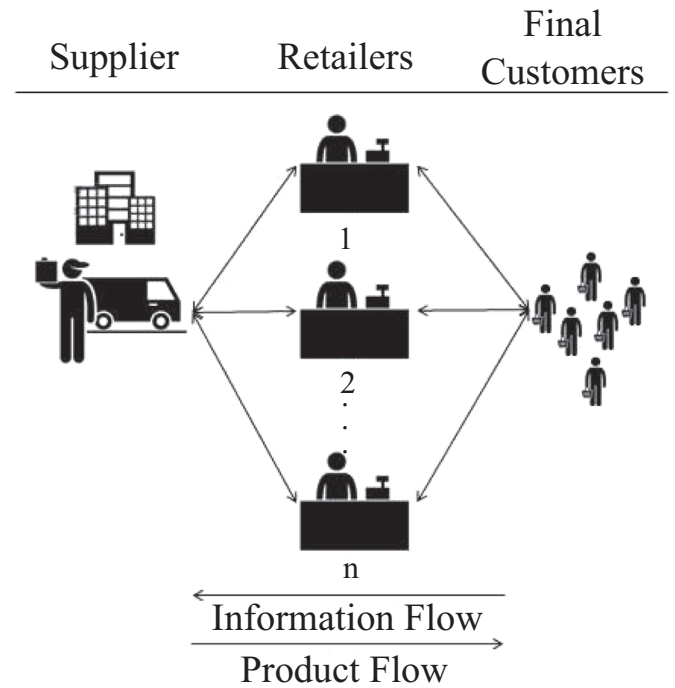 Supplier
Retailers
Final
Customers
1
2
.
.
.
n
Information Flow
Product Flow